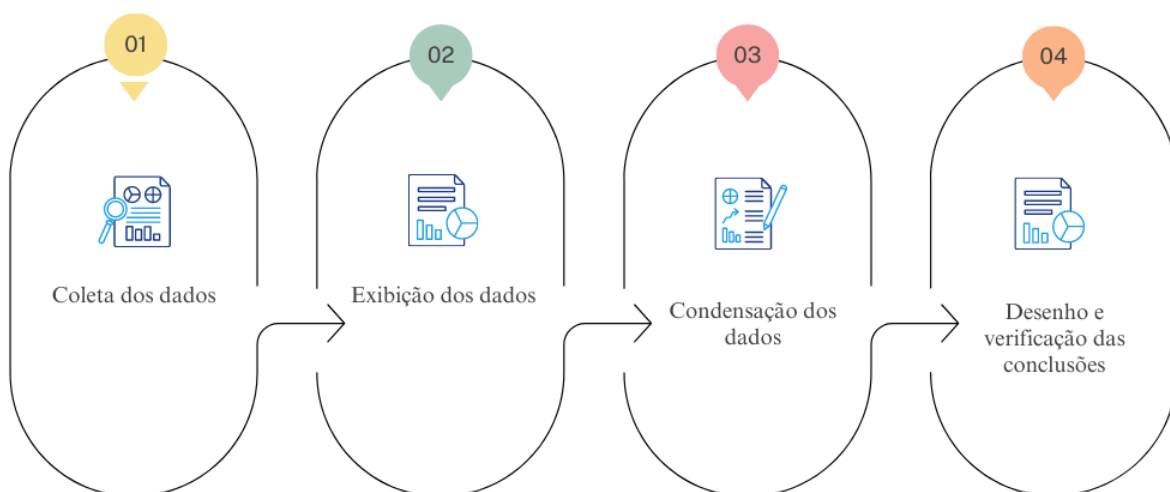 01
Coleta dos dados
02
Exibição dos dados
03
Condensação dos
dados
04
Desenho e
verificação das
conclusões